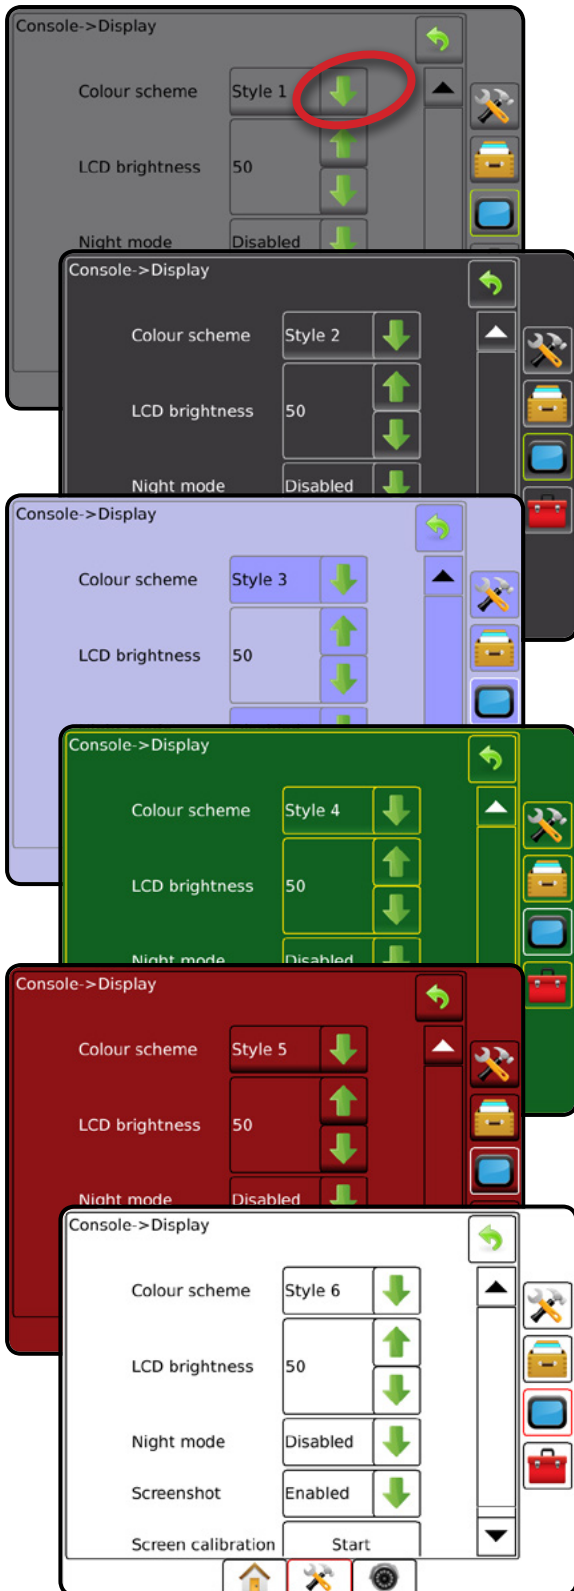 Console->Display
Colour scheme Style 1
LCD brightness 50
Night mode Disabled
Console->Display
Colour scheme Style 2
LCD brightness 50
Night mode Disabled
Console->Display
Colour scheme Style 3
LCD brightness 50
Console->Display
Colour scheme Style 4
LCD brightness 50
Night mode Disabled
Console->Display
Colour scheme Style 5
LCD brightness 50
Night mode Disabled
Console->Display
Colour scheme Style 6
LCD brightness 50
Night mode Disabled
Screenshot Enabled
Screen calibration Start